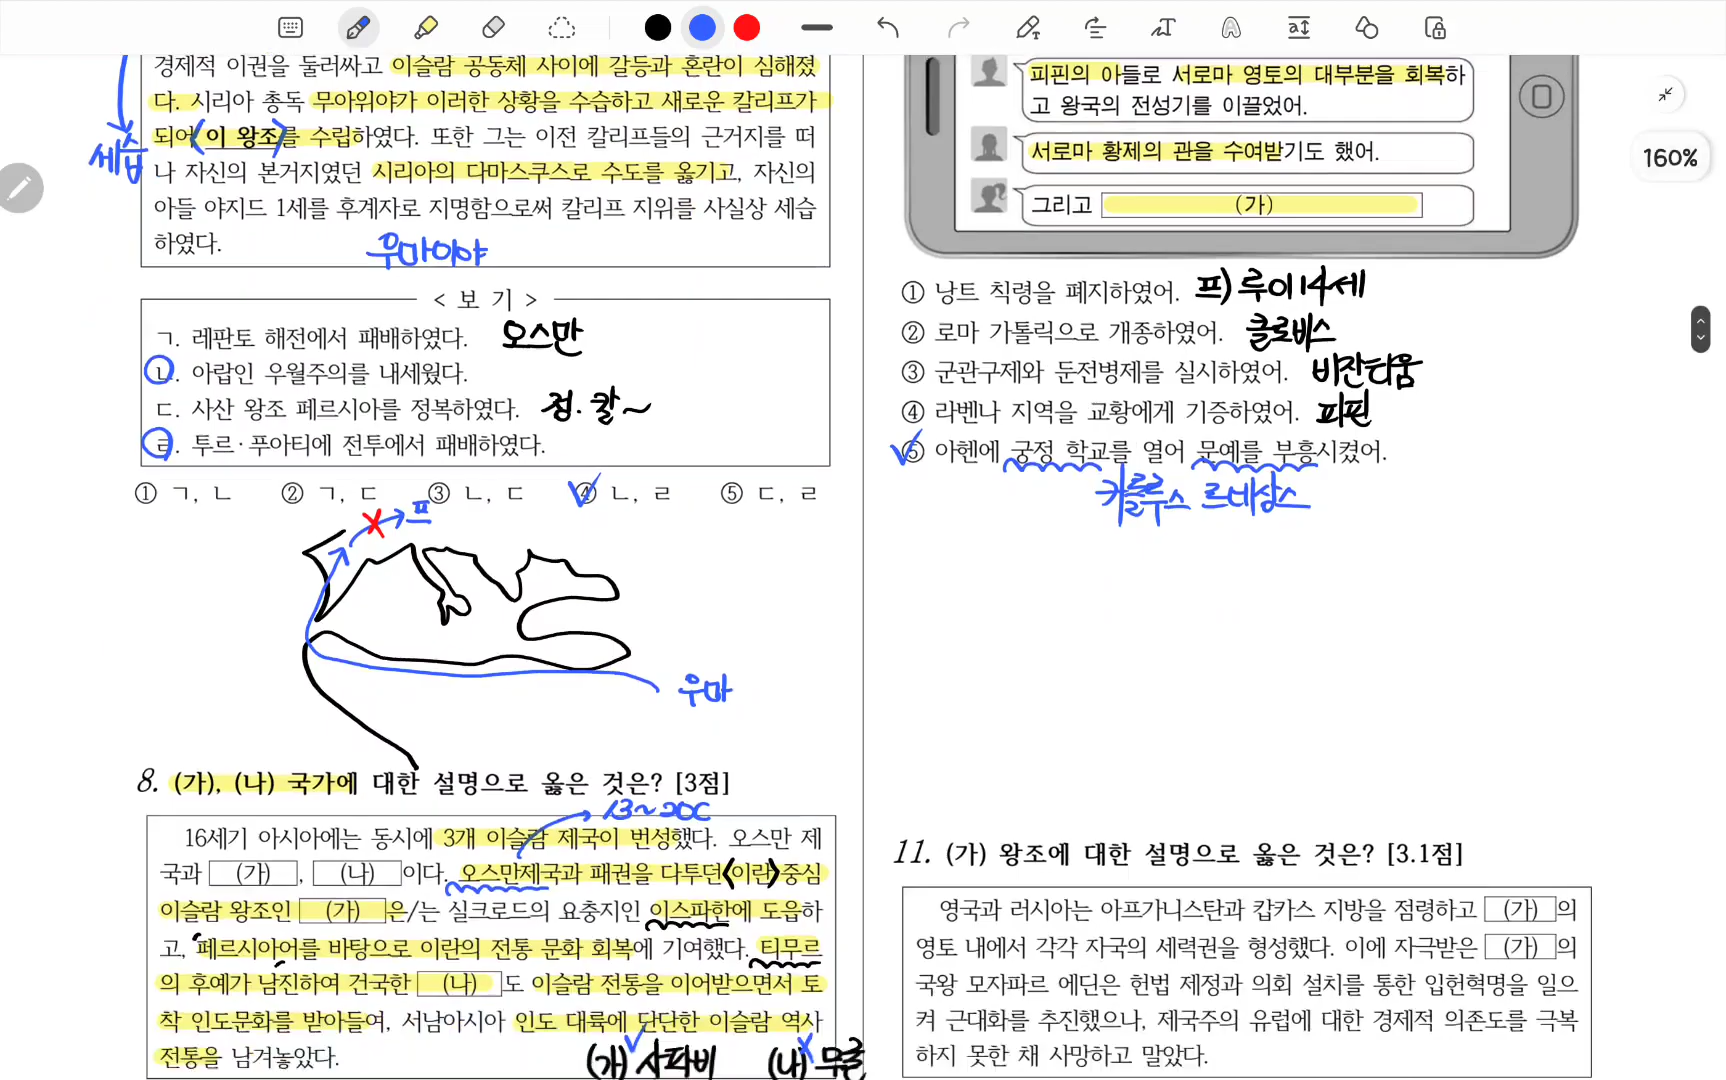 160%
경제적 이권을 둘러싸고 이슬람 공동체 사이에 갈등과 혼란이 심해졌
다. 시리아 총독 무아위야가 이러한 상황을 수습하고 새로운 칼리프가
되어 <이 왕조>를 수립하였다. 또한 그는 이전 칼리프들의 근거지를 떠
세습
나 자신의 본거지였던 시리아의 다마스쿠스로 수도를 옮기고, 자신의
아들 야지드 1세를 후계자로 지명함으로써 칼리프 지위를 사실상 세습
하였다.
우마이야
< 보 기 >
ㄱ. 레판토 해전에서 패배하였다. 오스만
ㄴ. 아랍인 우월주의를 내세웠다.
ㄷ. 사산 왕조 페르시아를 정복하였다. 정.칼~
ㄹ. 투르·푸아티에 전투에서 패배하였다.
① ㄱ, ㄴ ② ㄱ, ㄷ ③ ㄴ, ㄷ ④ ㄴ, ㄹ ⑤ ㄷ, ㄹ
프
우마
8. (가), (나) 국가에 대한 설명으로 옳은 것은? [3점]
13~20C
16세기 아시아에는 동시에 3개 이슬람 제국이 번성했다. 오스만 제
국과 (가), (나)이다. 오스만제국과 패권을 다투던 <이란> 중심
이슬람 왕조인 (가)은/는 실크로드의 요충지인 이스파한에 도읍하
고, 페르시아어를 바탕으로 이란의 전통 문화 회복에 기여했다. 티무르
의 후예가 남진하여 건국한 (나)도 이슬람 전통을 이어받으면서 토
착 인도문화를 받아들여, 서남아시아 인도 대륙에 단단한 이슬람 역사
전통을 남겨놓았다.
(가) 사파비 (나) 무굴
피핀의 아들로 서로마 영토의 대부분을 회복하
고 왕국의 전성기를 이끌었어.
서로마 황제의 관을 수여받기도 했어.
그리고 (가)
① 낭트 칙령을 폐지하였어. 프) 루이14세
② 로마 가톨릭으로 개종하였어. 클로비스
③ 군관구제와 둔전병제를 실시하였어. 비잔티움
④ 라벤나 지역을 교황에게 기증하였어. 피핀
⑤ 아헨에 궁정 학교를 열어 문예를 부흥시켰어.
카롤루스 르네상스
11. (가) 왕조에 대한 설명으로 옳은 것은? [3.1점]
영국과 러시아는 아프가니스탄과 캅카스 지방을 점령하고 (가)의
영토 내에서 각각 자국의 세력권을 형성했다. 이에 자극받은 (가)의
국왕 모자파르 에딘은 헌법 제정과 의회 설치를 통한 입헌혁명을 일으
켜 근대화를 추진했으나, 제국주의 유럽에 대한 경제적 의존도를 극복
하지 못한 채 사망하고 말았다.